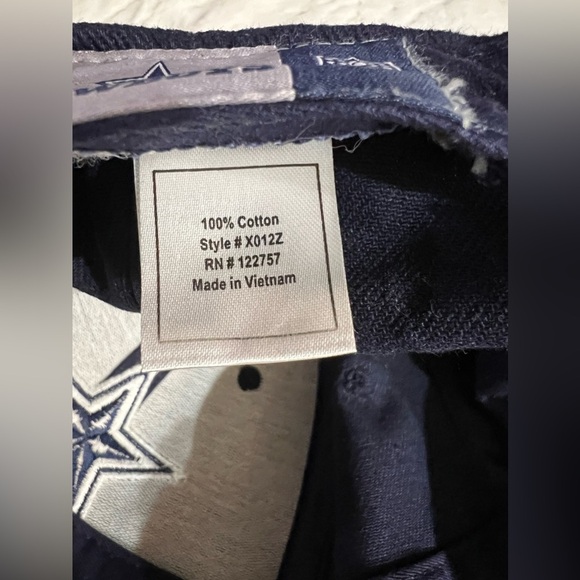 100% Cotton
Style # X012Z
RN # 122757
Made in Vietnam